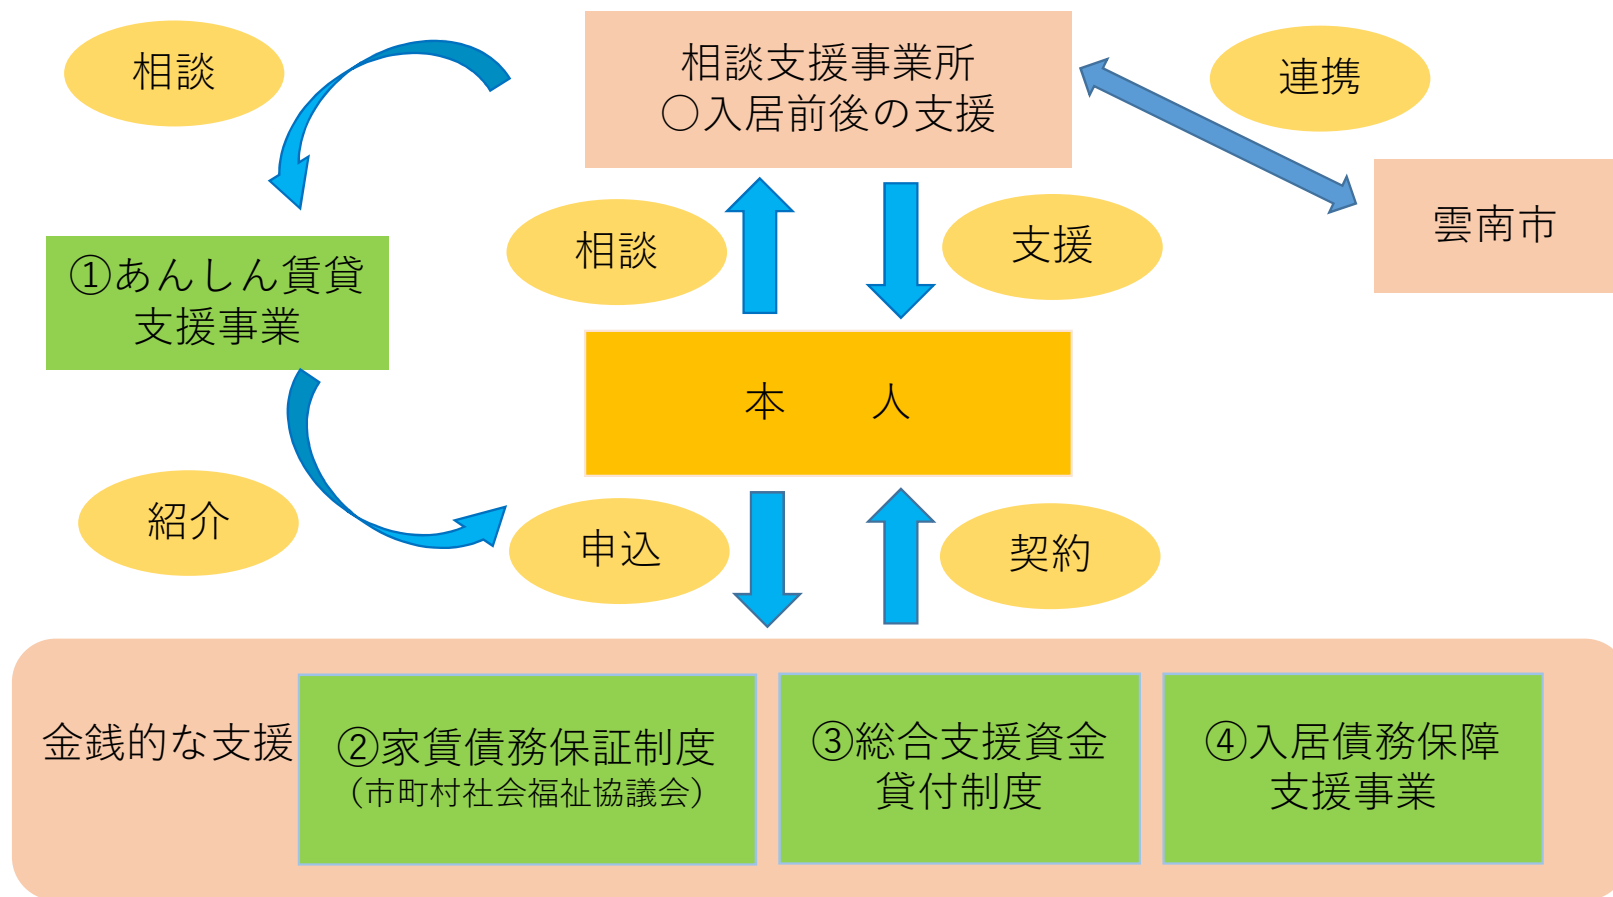 相談
相談支援事業所
○入居前後の支援
連携
雲南市
①あんしん賃貸
支援事業
相談
支援
本　　人
紹介
申込
契約
金銭的な支援
②家賃債務保証制度
（市町村社会福祉協議会）
③総合支援資金
貸付制度
④入居債務保障
支援事業